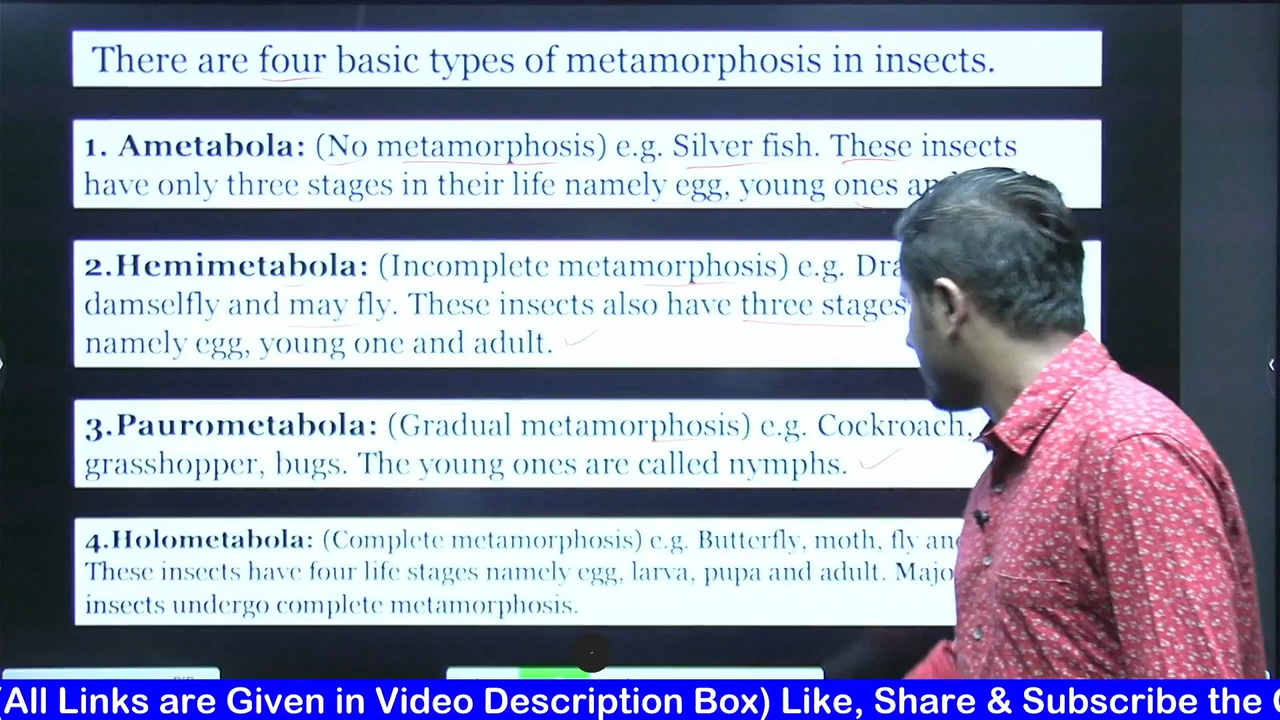 There are four basic types of metamorphosis in insects.
1. Ametabola: (No metamorphosis) e.g. Silver fish. These insects
have only three stages in their life namely egg, young ones
2.Hemimetabola: (Incomplete metamorphosis) e.g.
damselfly and may fly. These insects also have three stages
namely egg, young one and adult.
3.Paurometabola: (Gradual metamorphosis) e.g. Cockroach,
grasshopper, bugs. The young ones are called nymphs.
4.Holometabola: (Complete metamorphosis) e.g. Butterfly, moth, fly
These insects have four life stages namely egg, larva, pupa and adult.
insects undergo complete metamorphosis.
(All Links are Given in Video Description Box) Like, Share & Subscribe the